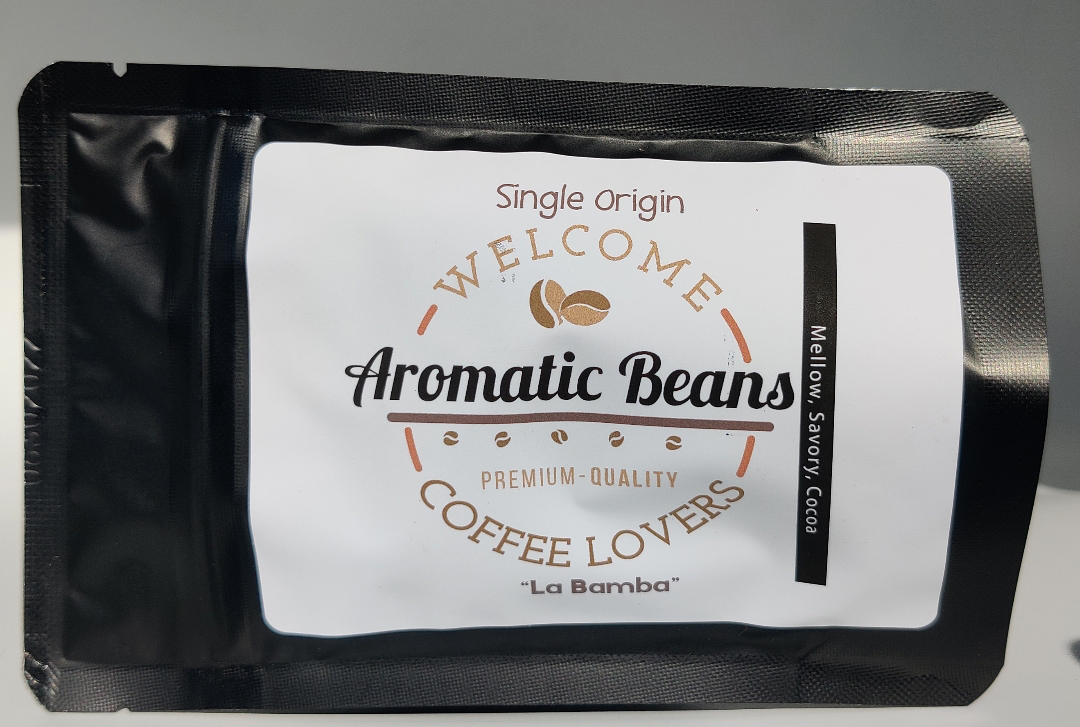 Single Origin
WELCOME
Aromatic Beans
PREMIUM-QUALITY
COFFEE LOVERS
“La Bamba”
Mellow, Savory, Cocoa